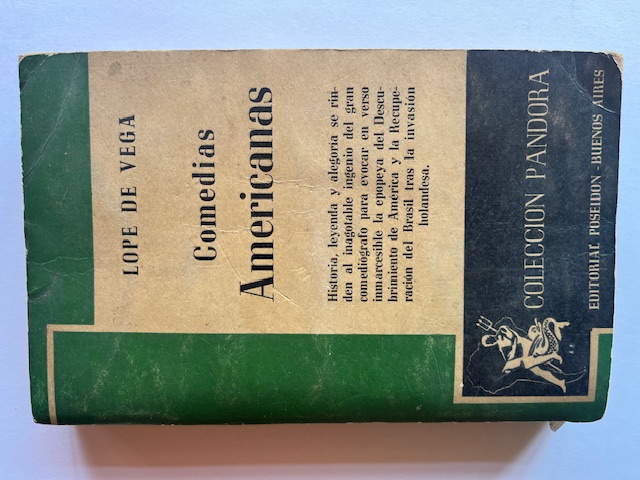 LOPE DE VEGA
Comedias
Americanas
Historia, leyenda y alegoría se rin-
den al inagotable ingenio del gran
comediógrafo para evocar en verso
inmarcesible la epopeya del Descu-
brimiento de America y la Recupe-
ración del Brasil tras la invasión
holandesa.
COLECCION PANDORA
EDITORIAL POSEIDON - BUENOS AIRES